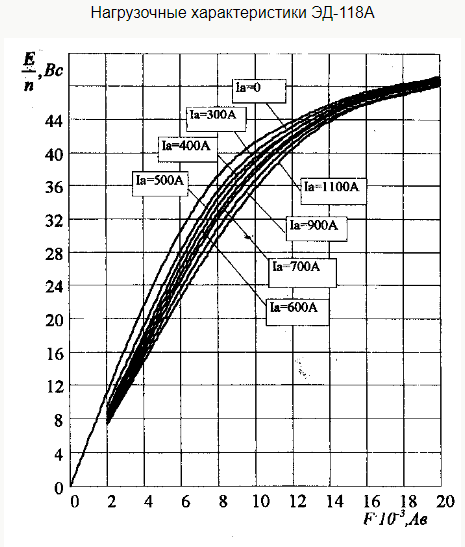 Нагрузочные характеристики ЭД-118А
E/n, Вс
Ia=0
Ia=300A
Ia=400A
Ia=500A
Ia=1100A
Ia=900A
Ia=700A
Ia=600A
44
40
36
32
28
24
20
16
12
8
4
0
0 2 4 6 8 10 12 14 16 18 20
F·10⁻³, Ав